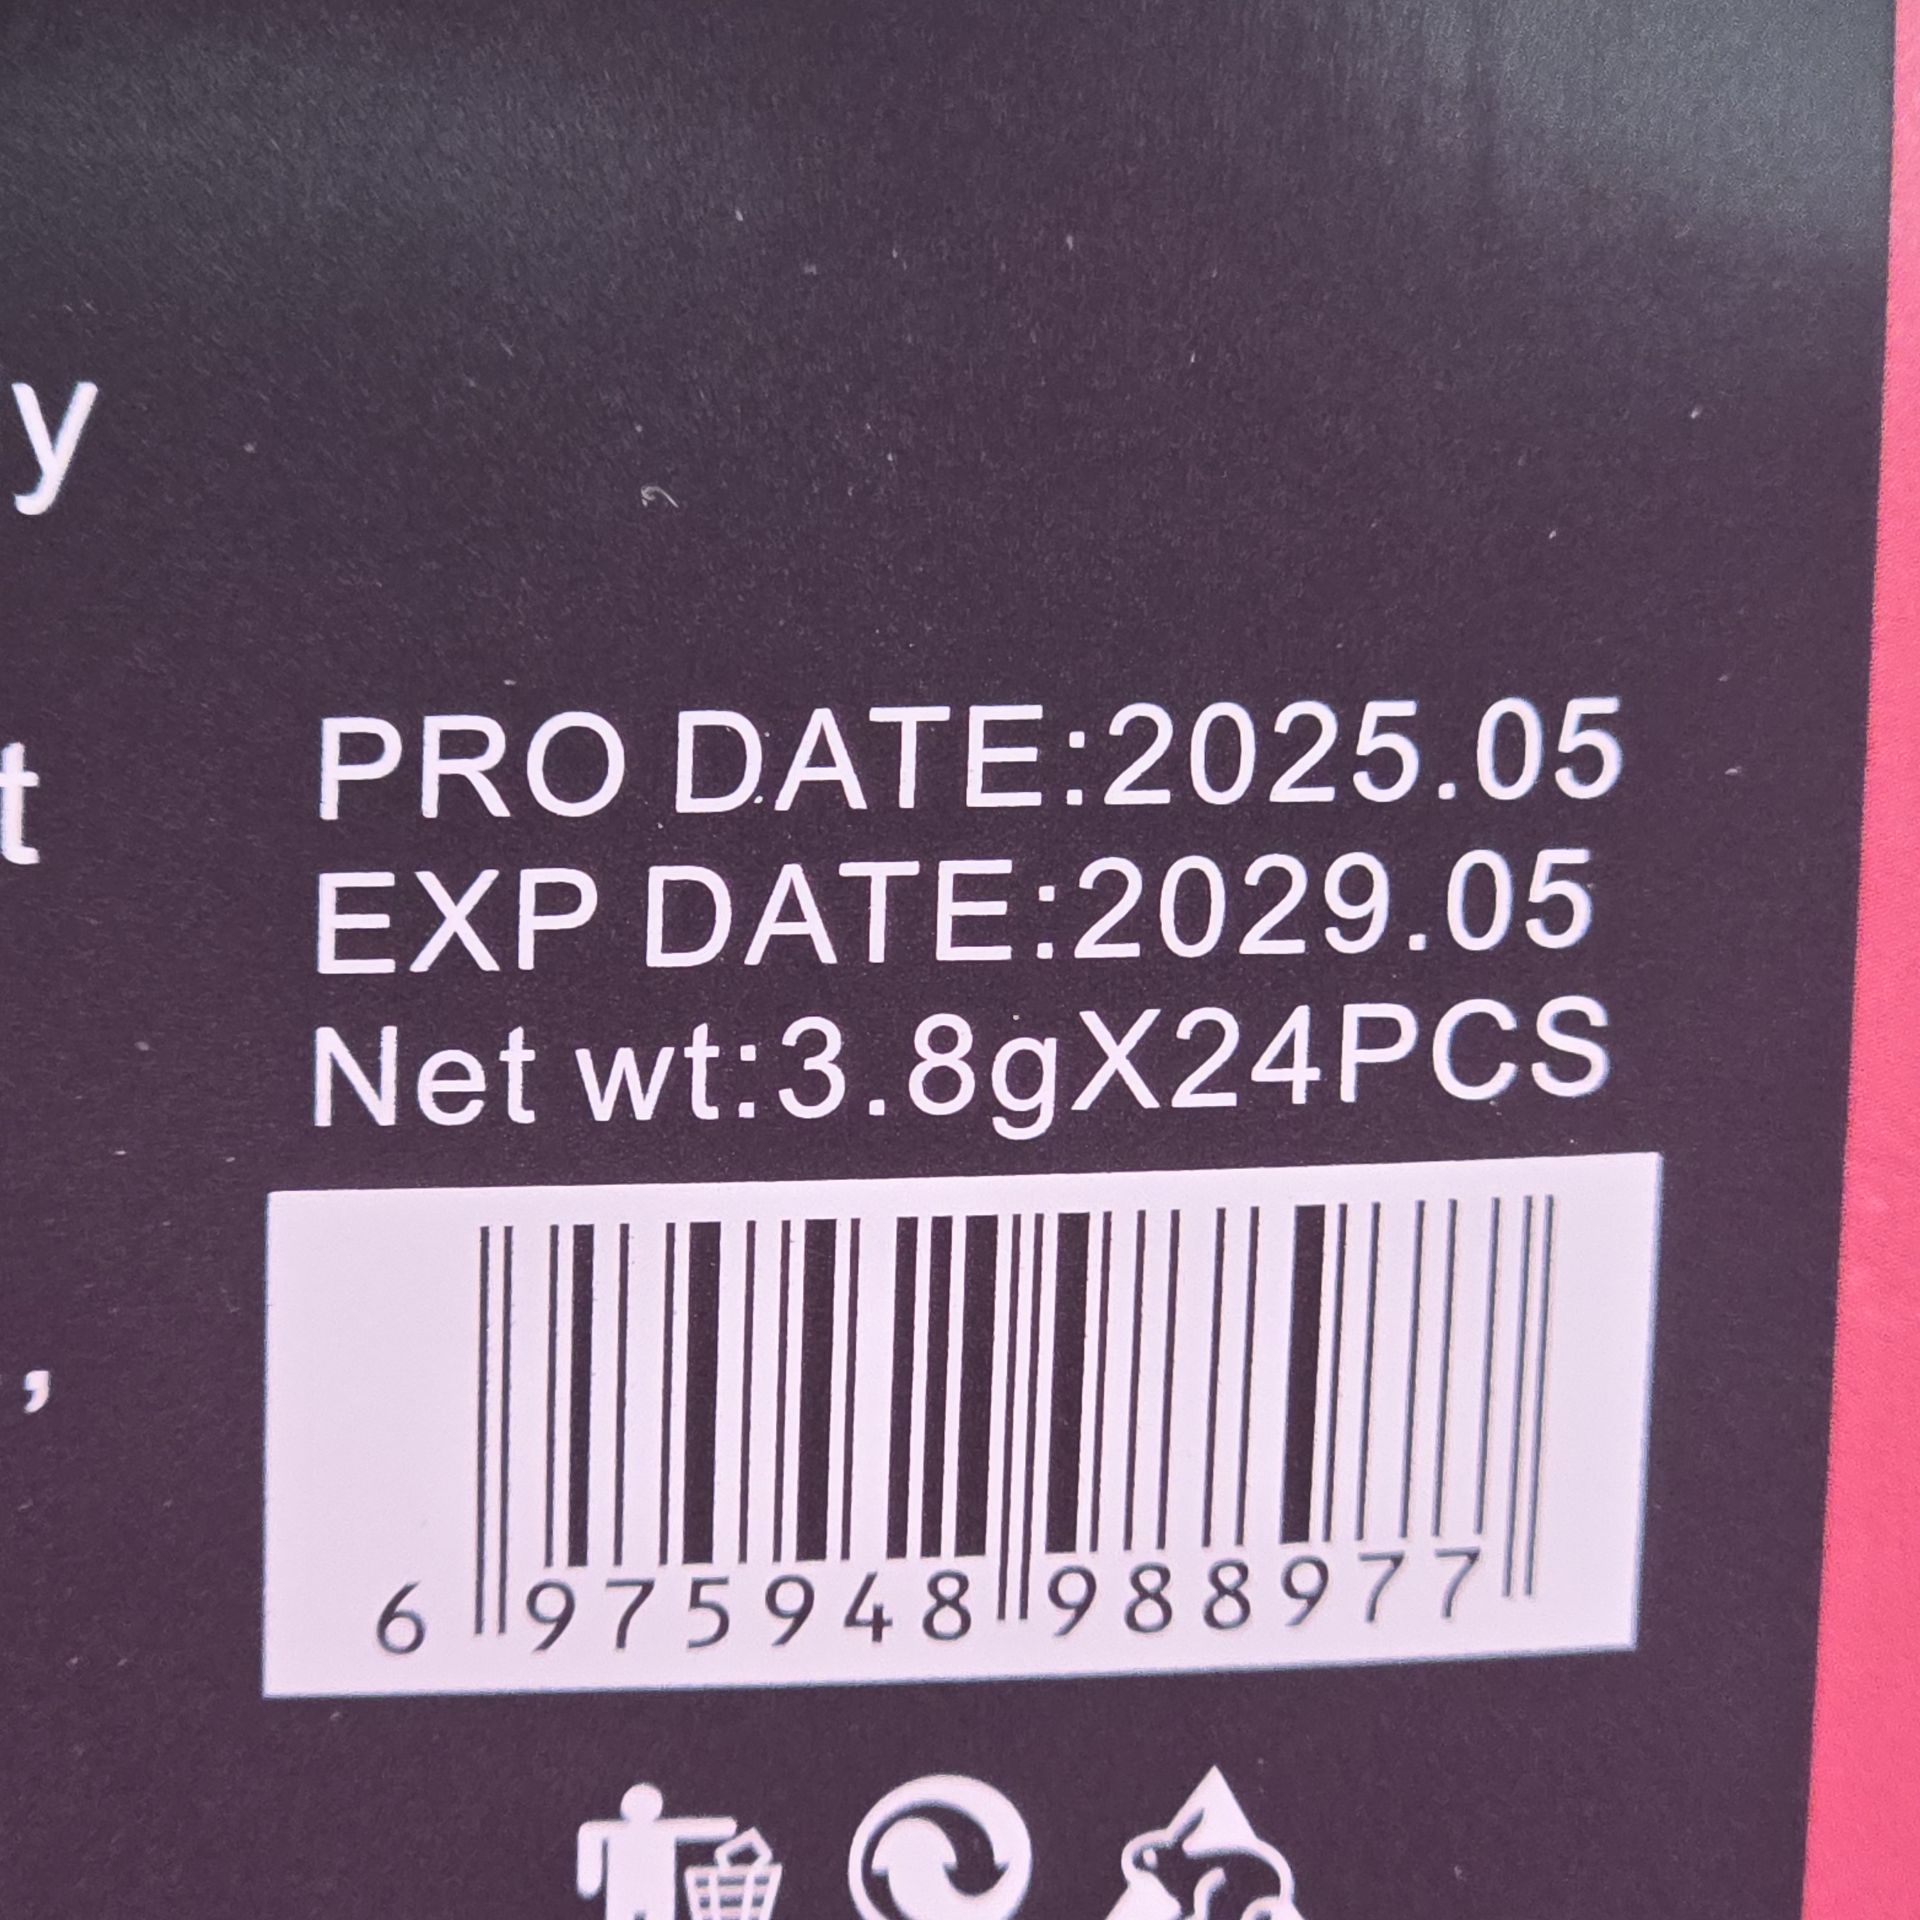 y
t
,
PRO DATE:2025.05
EXP DATE:2029.05
Net wt:3.8gX24PCS
6 975948 988977